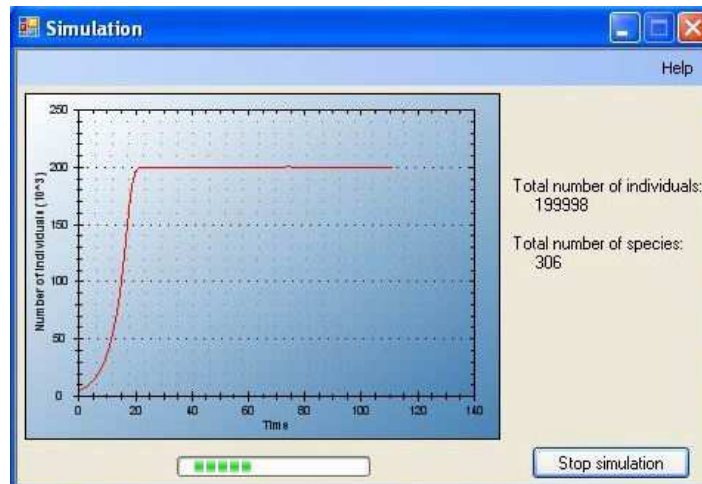 Simulation
Help
250
200
150
100
50
0
Number of Individuals (10^3)
0 20 40 60 80 100 120 140
Time
Total number of individuals:
199998
Total number of species:
306
Stop simulation